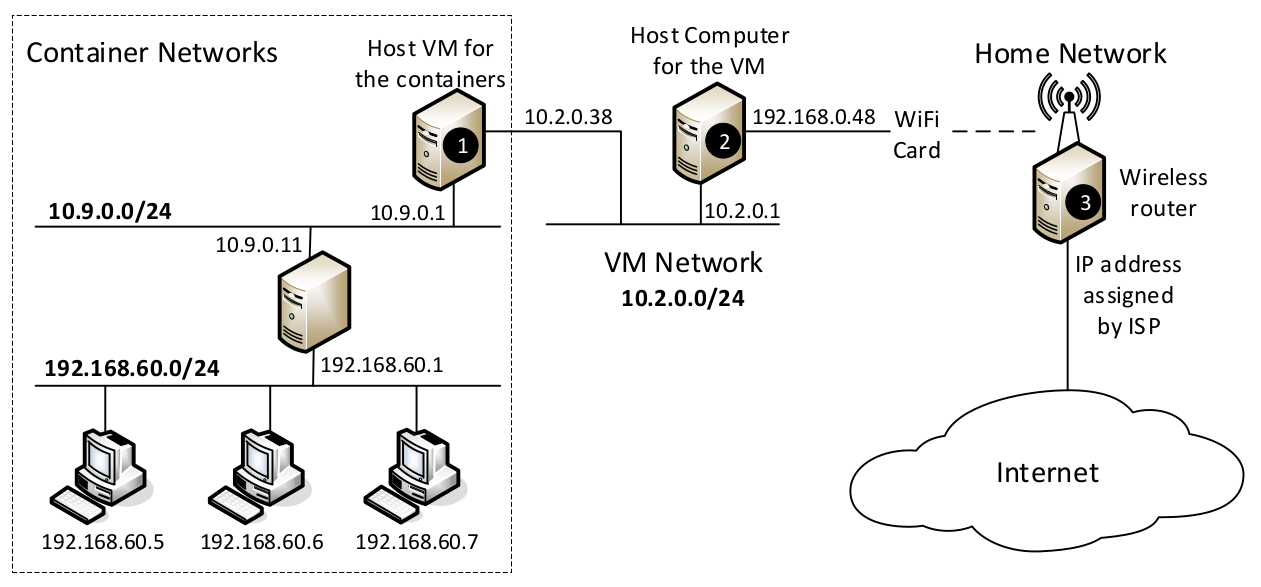 Container Networks
Host VM for
the containers
1
10.2.0.38
10.9.0.0/24
10.9.0.1
10.9.0.11
192.168.60.0/24
192.168.60.1
192.168.60.5
192.168.60.6
192.168.60.7
Host Computer
for the VM
2
192.168.0.48
10.2.0.1
VM Network
10.2.0.0/24
WiFi
Card
Home Network
3
Wireless
router
IP address
assigned
by ISP
Internet